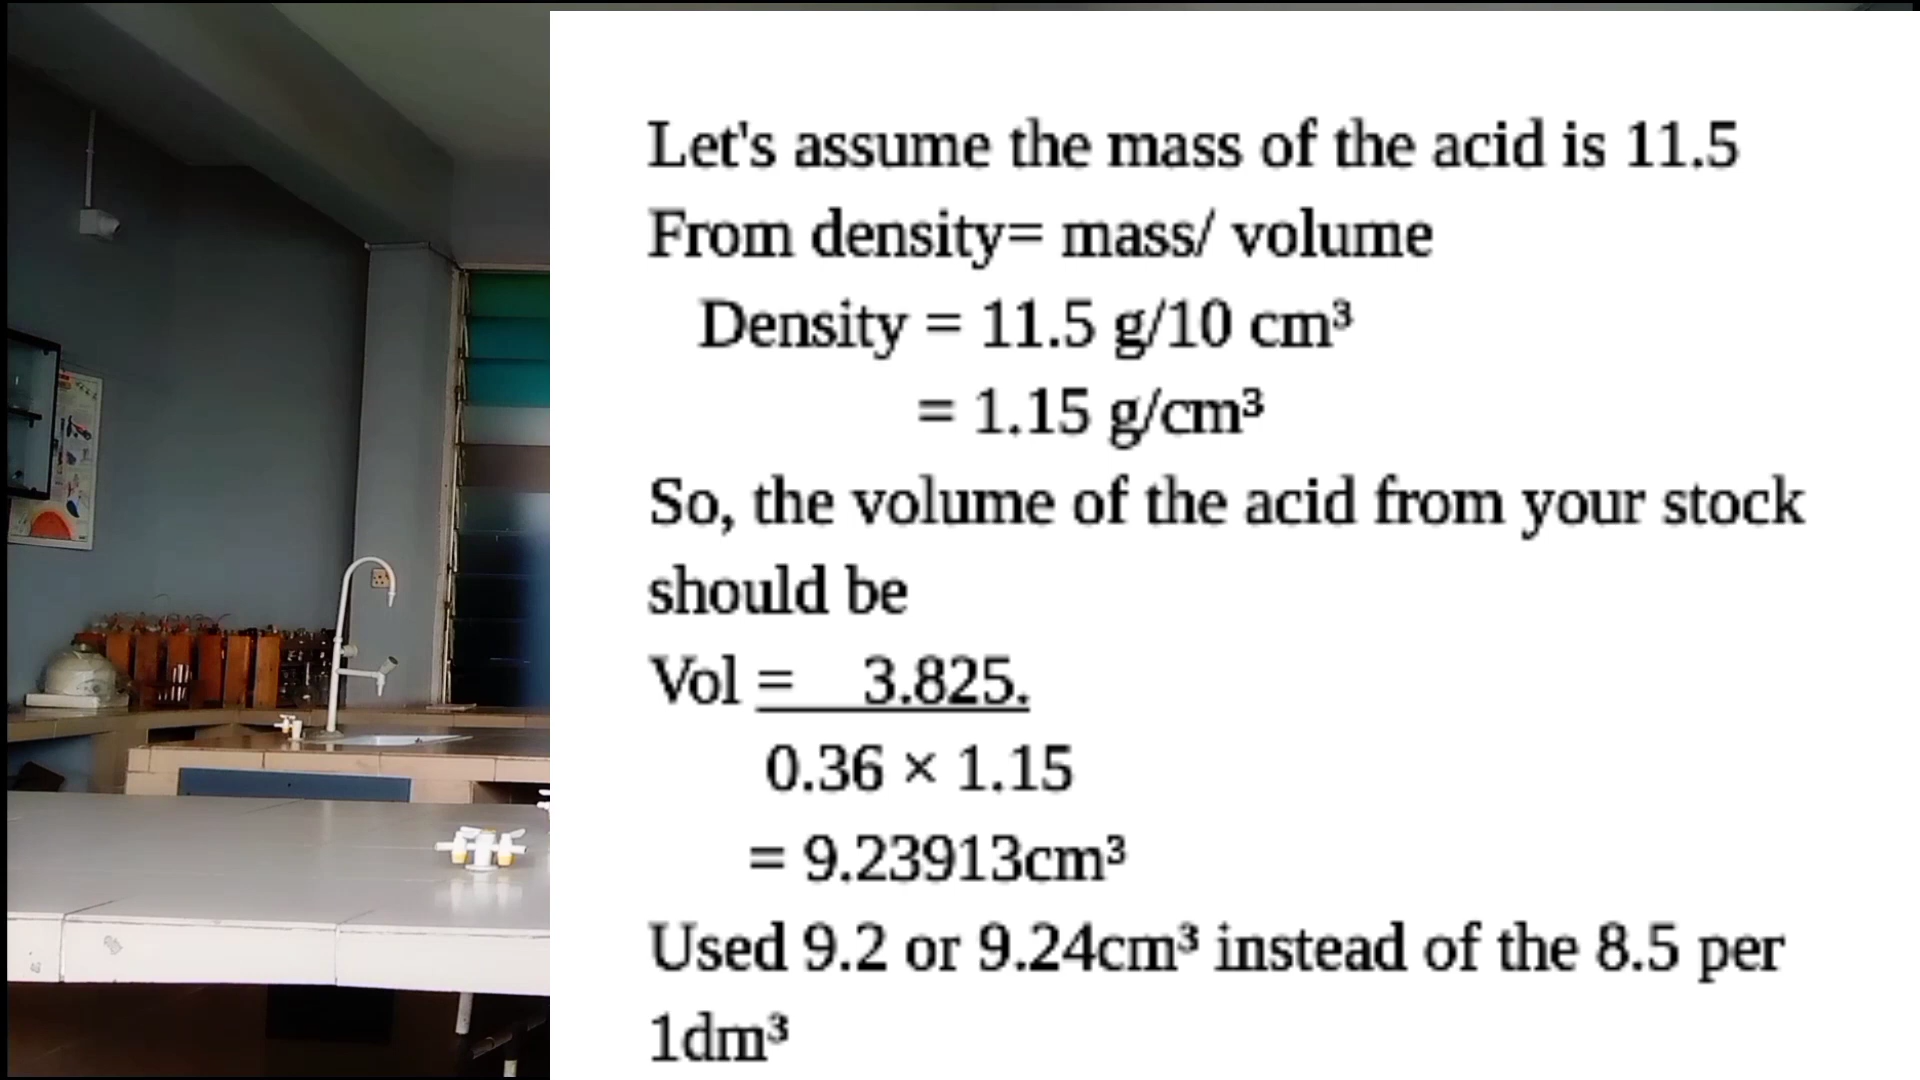 Let's assume the mass of the acid is 11.5
From density= mass/ volume
Density = 11.5 g/10 cm³
= 1.15 g/cm³
So, the volume of the acid from your stock
should be
Vol = 3.825.
0.36 × 1.15
= 9.23913cm³
Used 9.2 or 9.24cm³ instead of the 8.5 per
1dm³